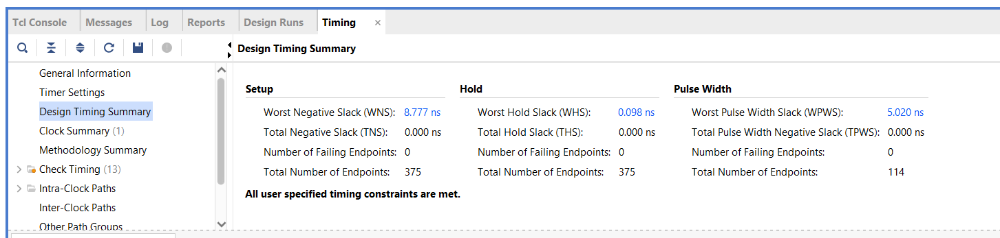 Tcl Console Messages Log Reports Design Runs Timing ×
Design Timing Summary
General Information
Timer Settings
Design Timing Summary
Clock Summary (1)
Methodology Summary
Check Timing (13)
Intra-Clock Paths
Inter-Clock Paths
Other Path Groups
Setup Hold Pulse Width
Worst Negative Slack (WNS): 8.777 ns Worst Hold Slack (WHS): 0.098 ns Worst Pulse Width Slack (WPWS): 5.020 ns
Total Negative Slack (TNS): 0.000 ns Total Hold Slack (THS): 0.000 ns Total Pulse Width Negative Slack (TPWS): 0.000 ns
Number of Failing Endpoints: 0 Number of Failing Endpoints: 0 Number of Failing Endpoints: 0
Total Number of Endpoints: 375 Total Number of Endpoints: 375 Total Number of Endpoints: 114
All user specified timing constraints are met.